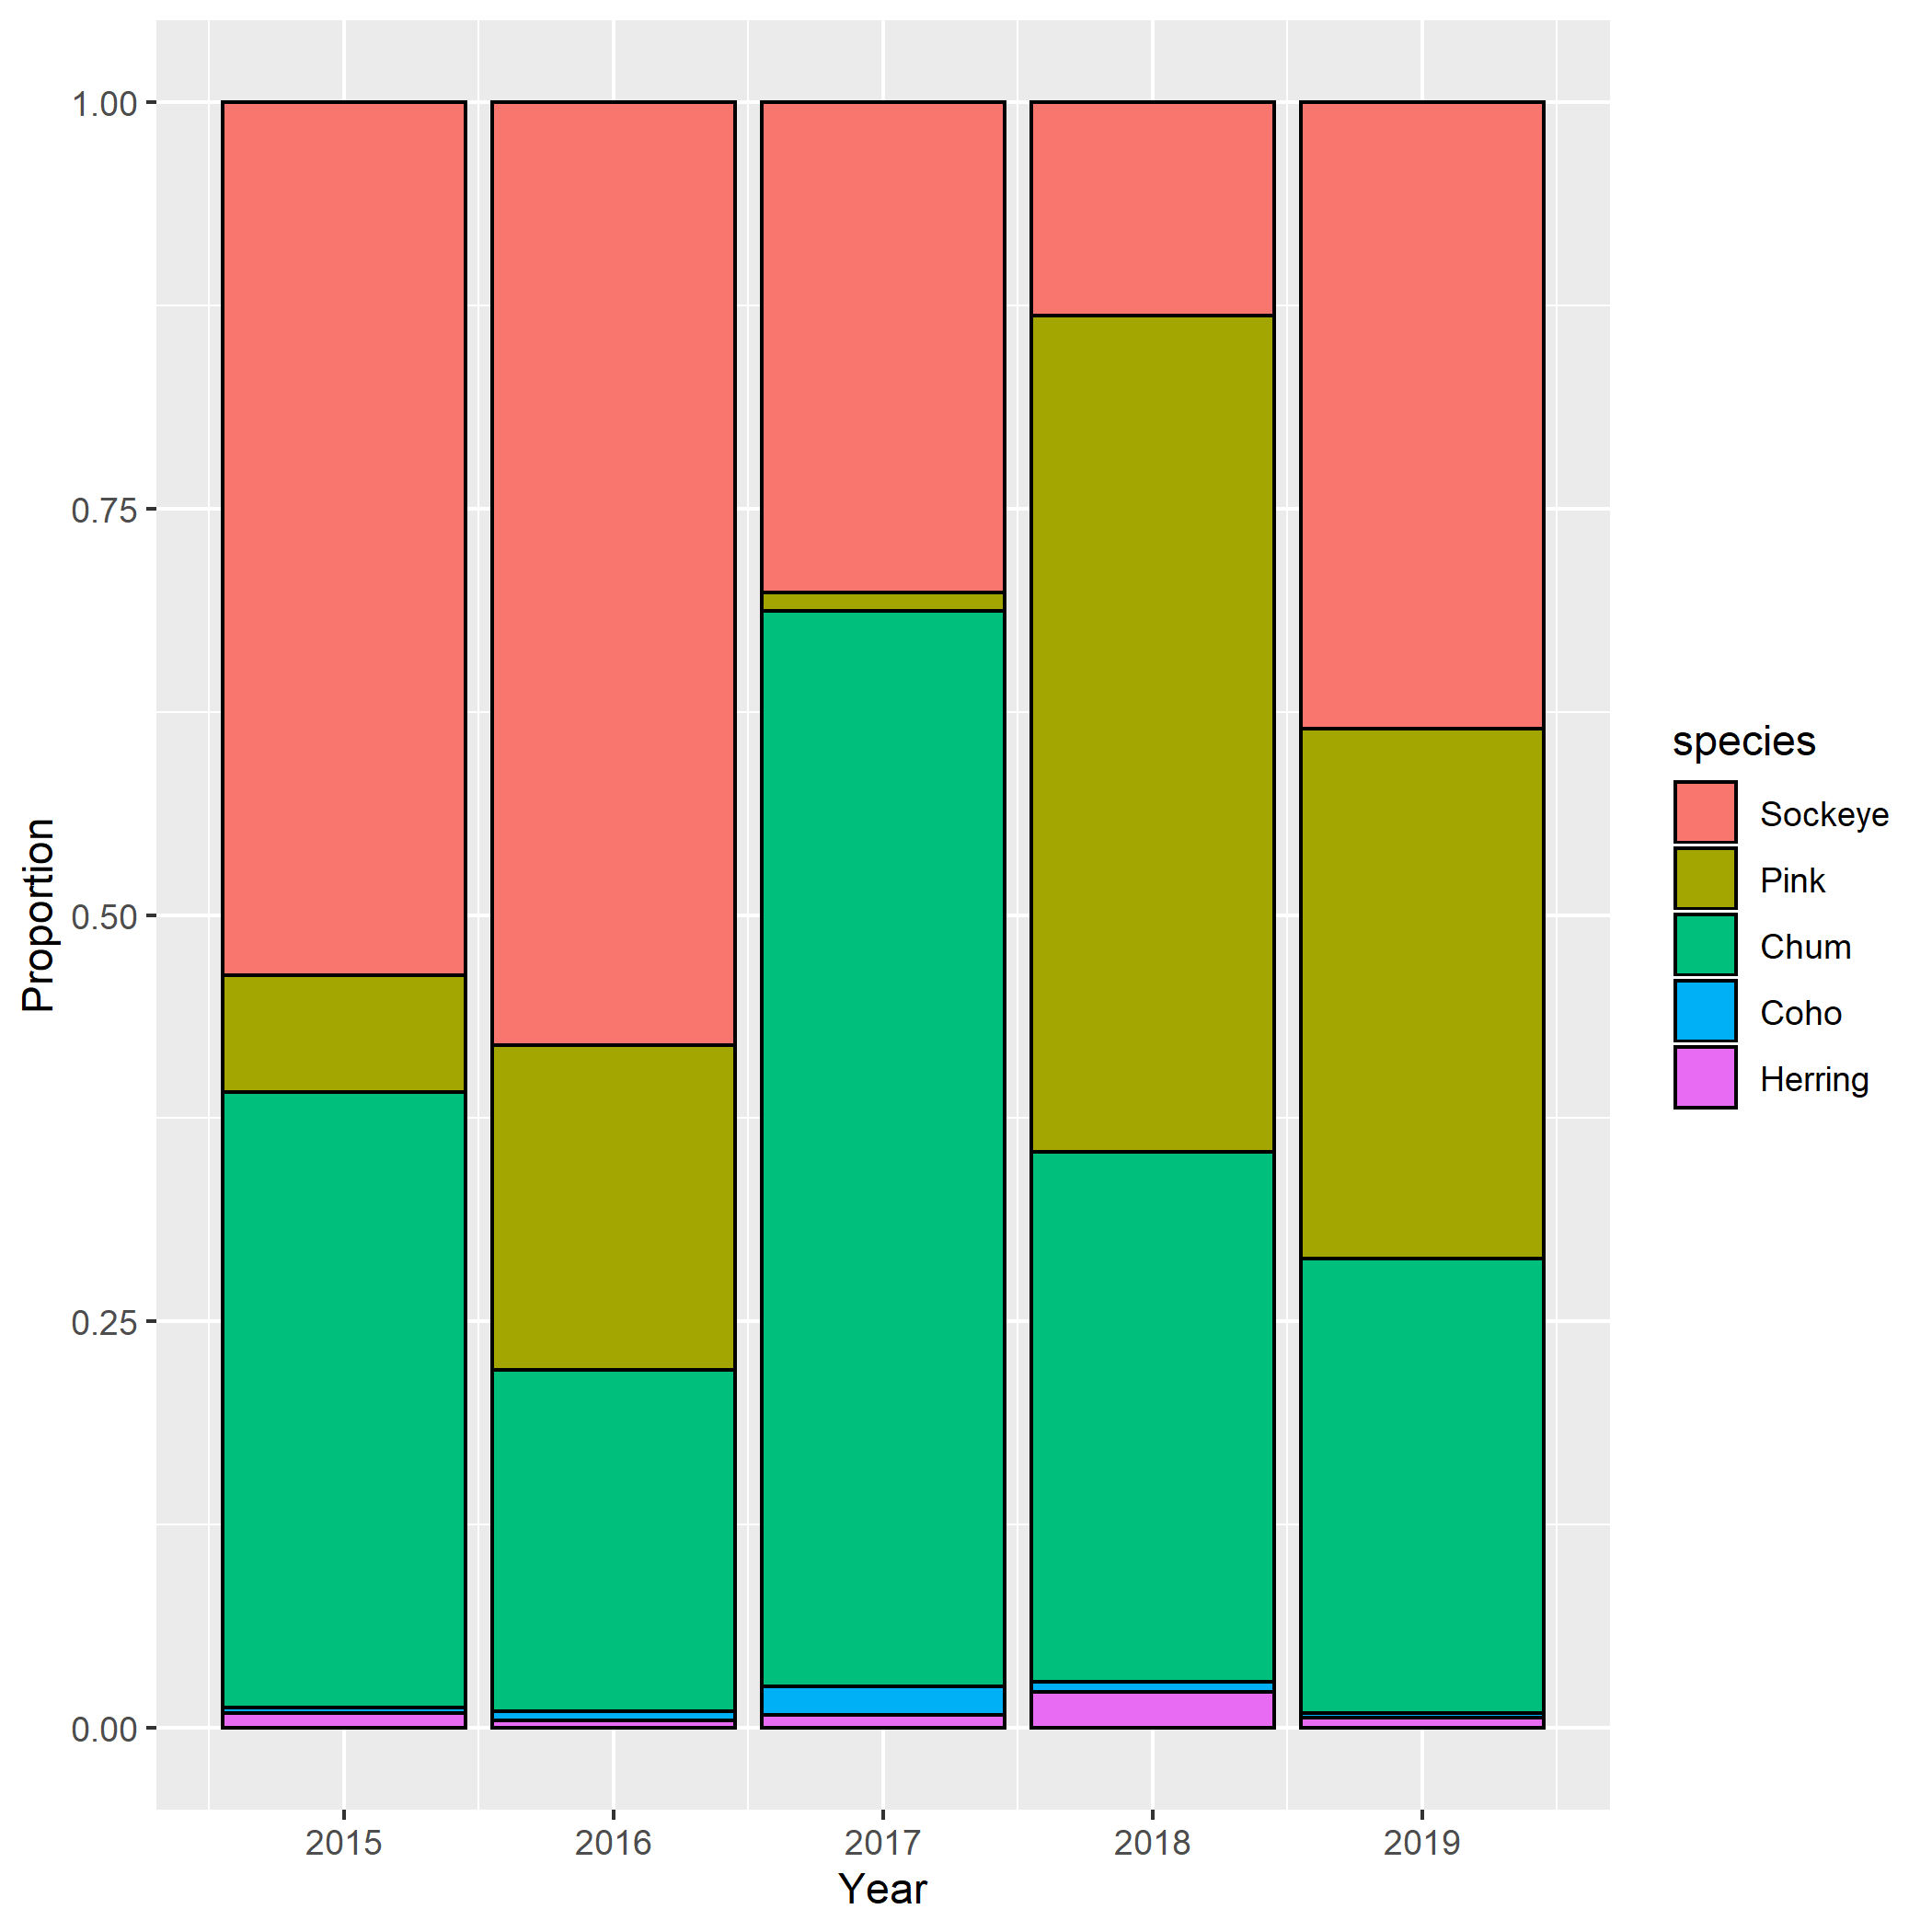 1.00
0.75
0.50
0.25
0.00
Proportion
2015 2016 2017 2018 2019
Year
species
Sockeye
Pink
Chum
Coho
Herring